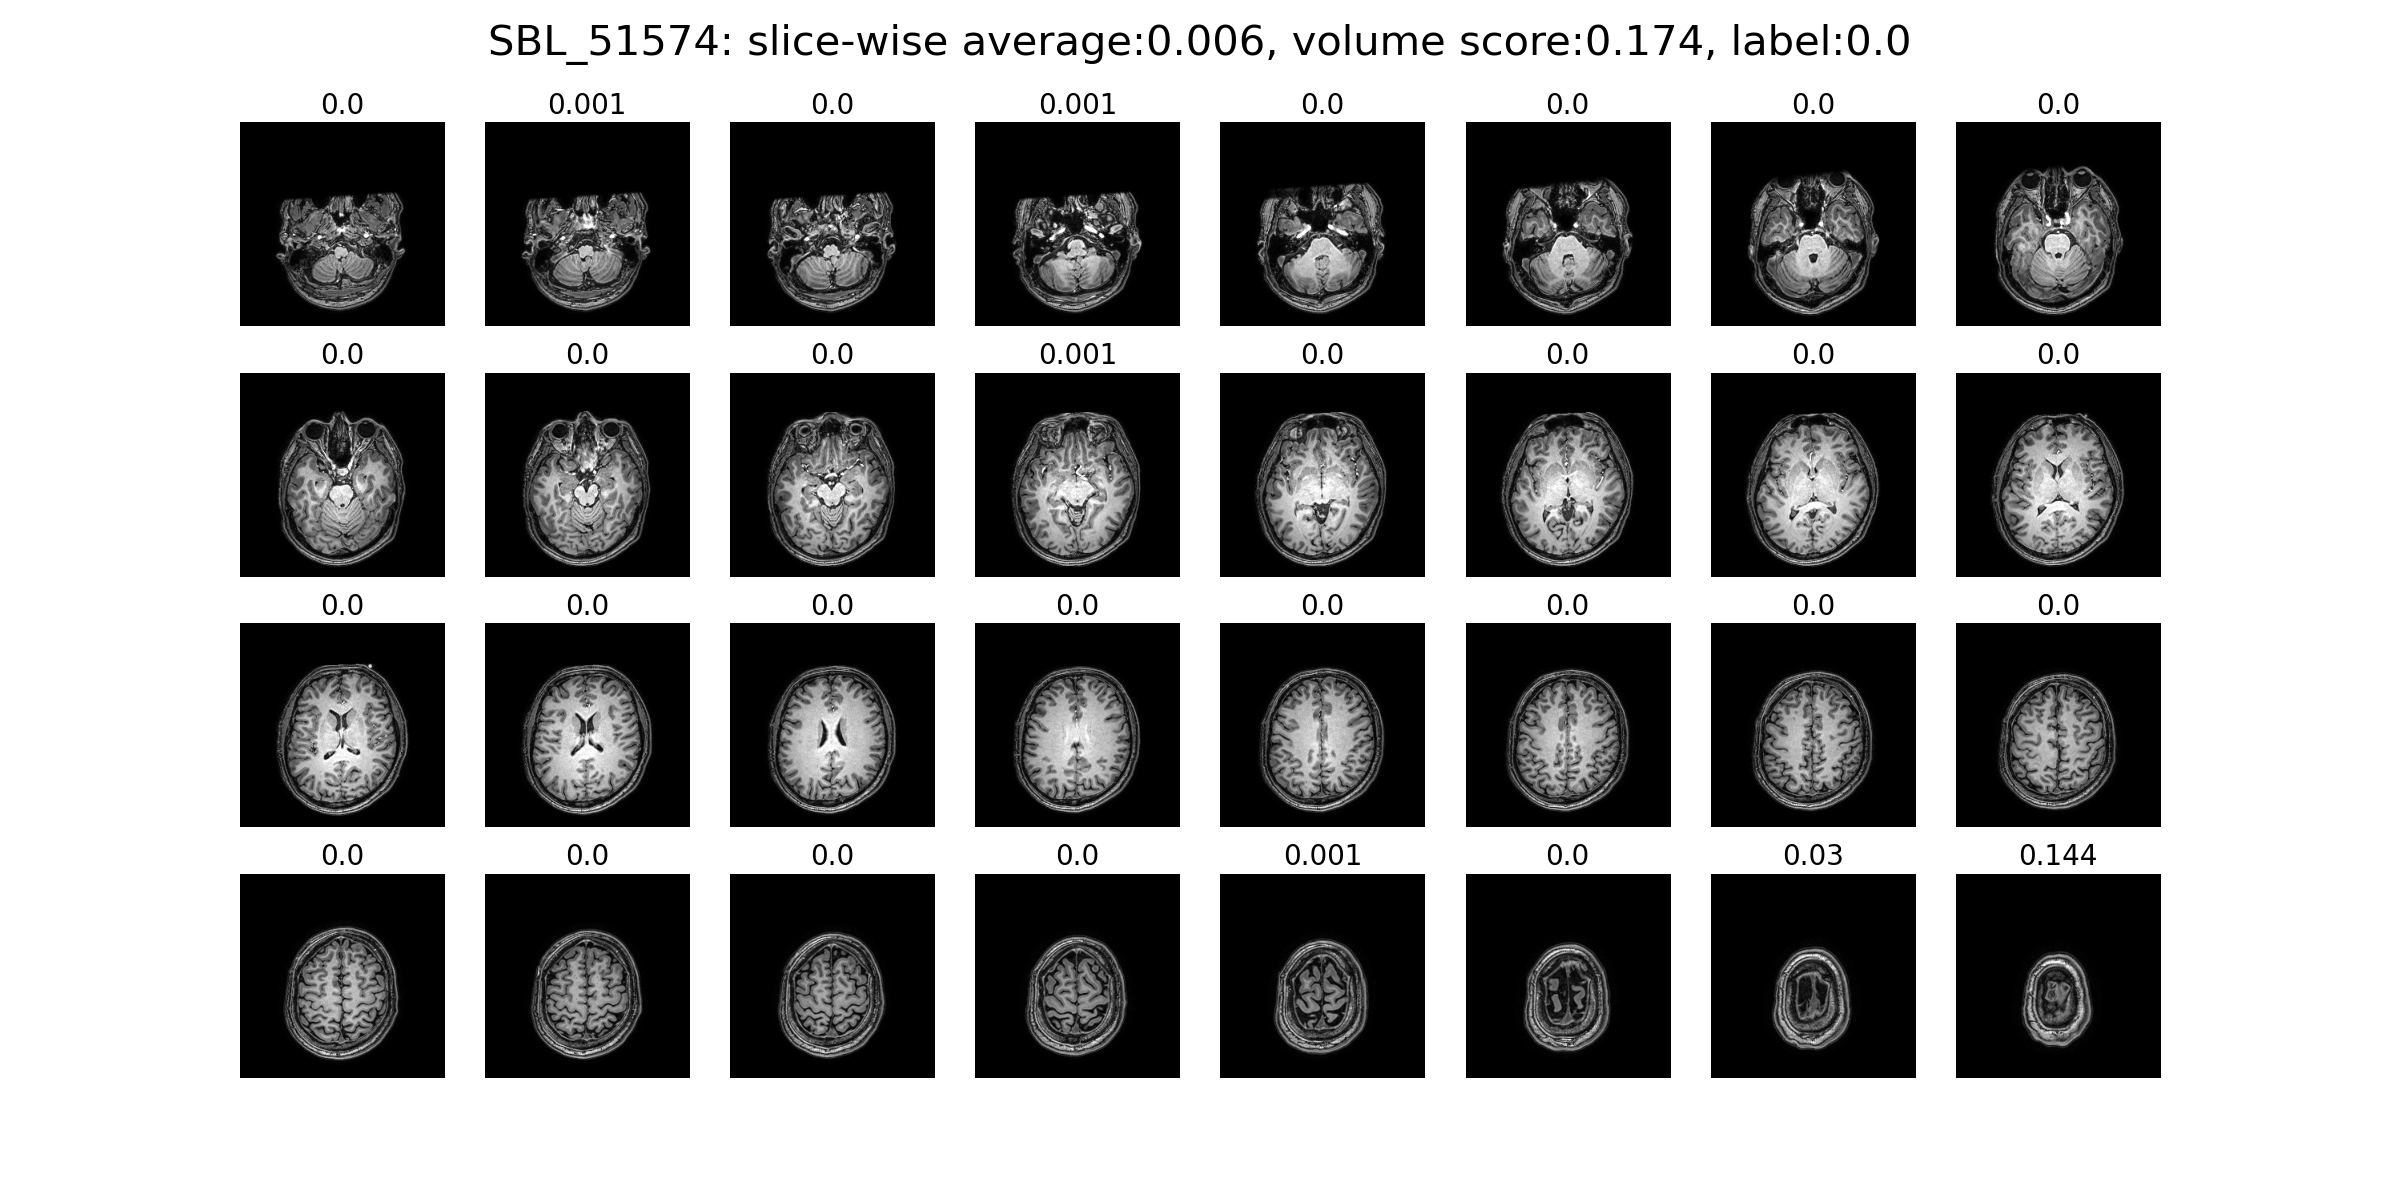 SBL_51574: slice-wise average:0.006, volume score:0.174, label:0.0
0.0 0.001 0.0 0.001 0.0 0.0 0.0 0.0
0.0 0.0 0.0 0.001 0.0 0.0 0.0 0.0
0.0 0.0 0.0 0.0 0.0 0.0 0.0 0.0
0.0 0.0 0.0 0.0 0.001 0.0 0.03 0.144